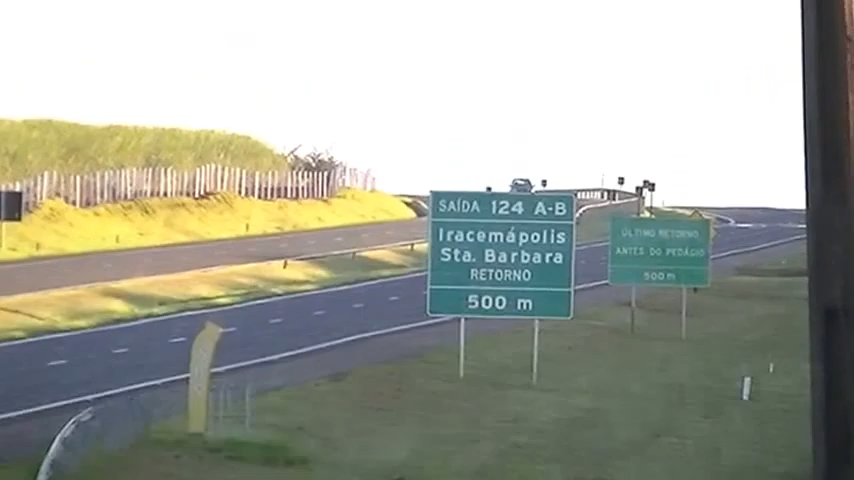 SAÍDA 124 A-B
Iracemápolis
Sta. Barbara
RETORNO
500 m
ÚLTIMO RETORNO
ANTES DO PEDÁGIO
500 m